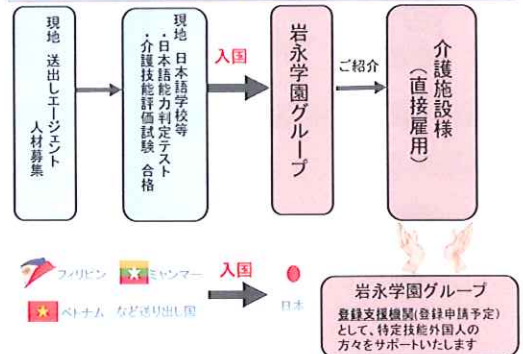 現地 送出しエージェント
人材募集
現地 日本語学校等
・日本語能力判定テスト
・介護技能評価試験 合格
入国
岩永学園グループ
ご紹介
介護施設様
（直接雇用）
フィリピン ミャンマー
ベトナム など送り出し国
入国
日本
岩永学園グループ
登録支援機関(登録申請予定)
として、特定技能外国人の
方々をサポートいたします